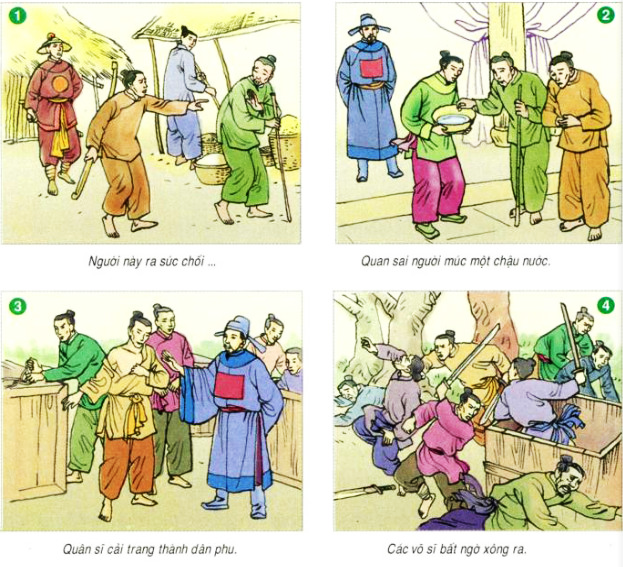 1
2
Người này ra sức chối ...
Quan sai người múc một chậu nước.
3
4
Quân sĩ cải trang thành dân phu.
Các võ sĩ bất ngờ xông ra.